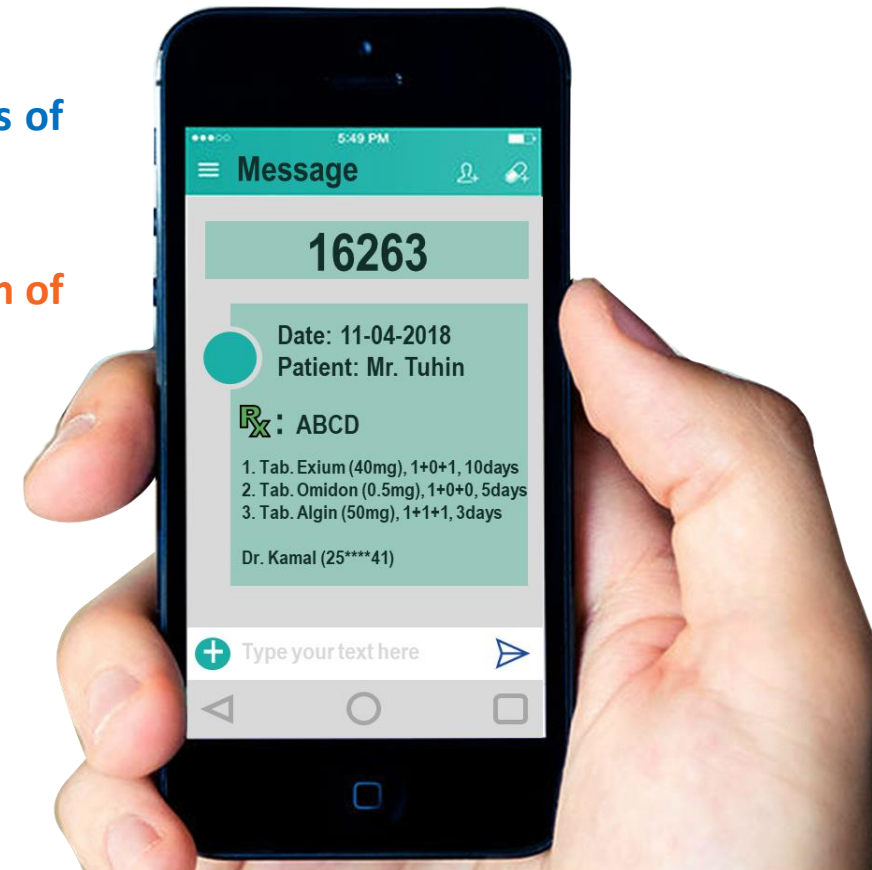 s of
n of
5:49 PM
Message
16263
Date: 11-04-2018
Patient: Mr. Tuhin
Rx: ABCD
1. Tab. Exium (40mg), 1+0+1, 10days
2. Tab. Omidon (0.5mg), 1+0+0, 5days
3. Tab. Algin (50mg), 1+1+1, 3days
Dr. Kamal (25****41)
Type your text here